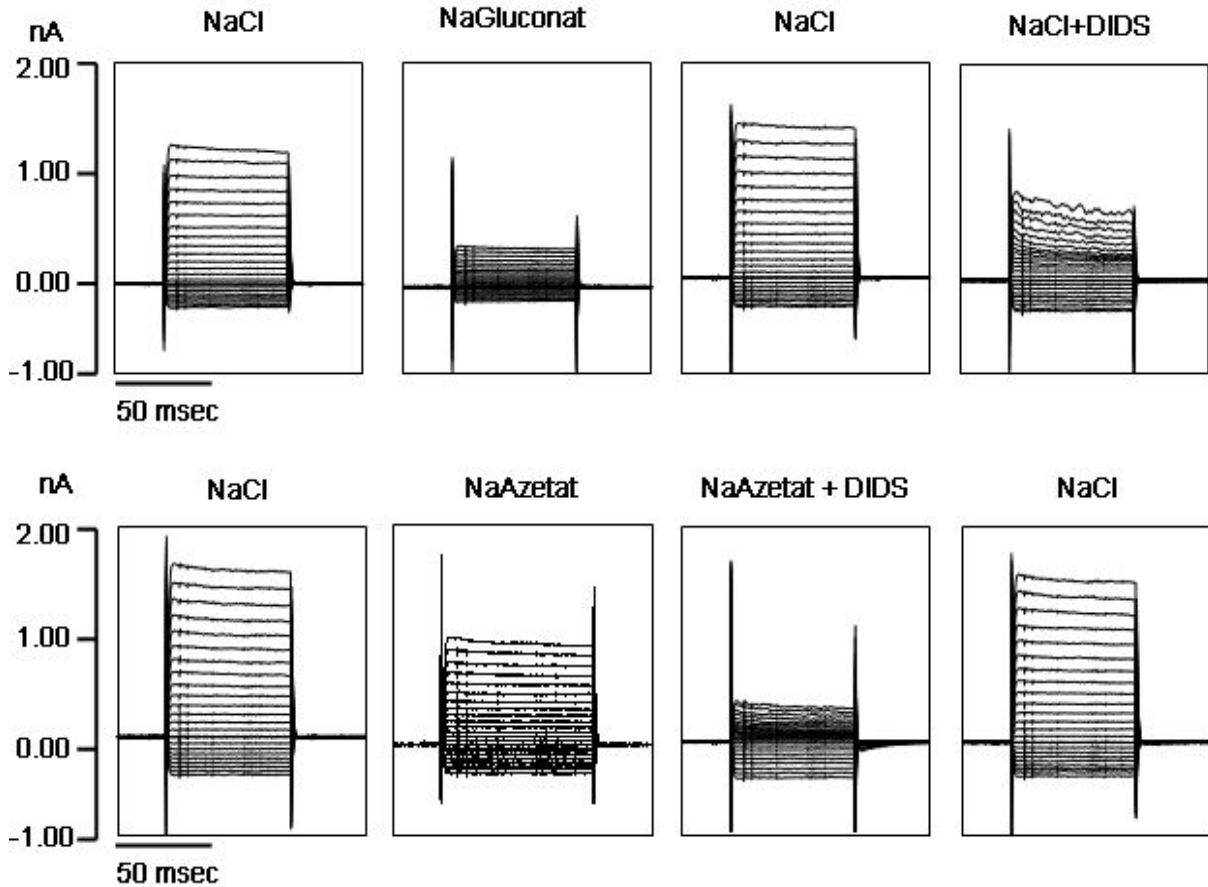 nA
NaCl
NaGluconat
NaCl
NaCl+DIDS
2.00
1.00
0.00
-1.00
50 msec
nA
NaCl
NaAzetat
NaAzetat + DIDS
NaCl
2.00
1.00
0.00
-1.00
50 msec